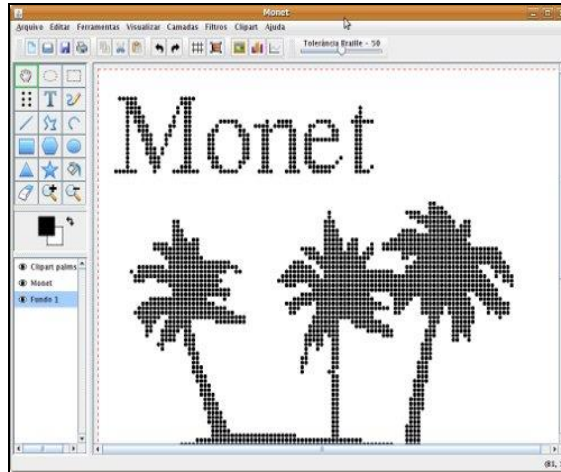 Monet
Arquivo Editar Ferramentas Visualizar Camadas Filtros Clipart Ajuda
Tolerância Braille - 50
T
Monet
Clipart palms
Monet
Fundo 1